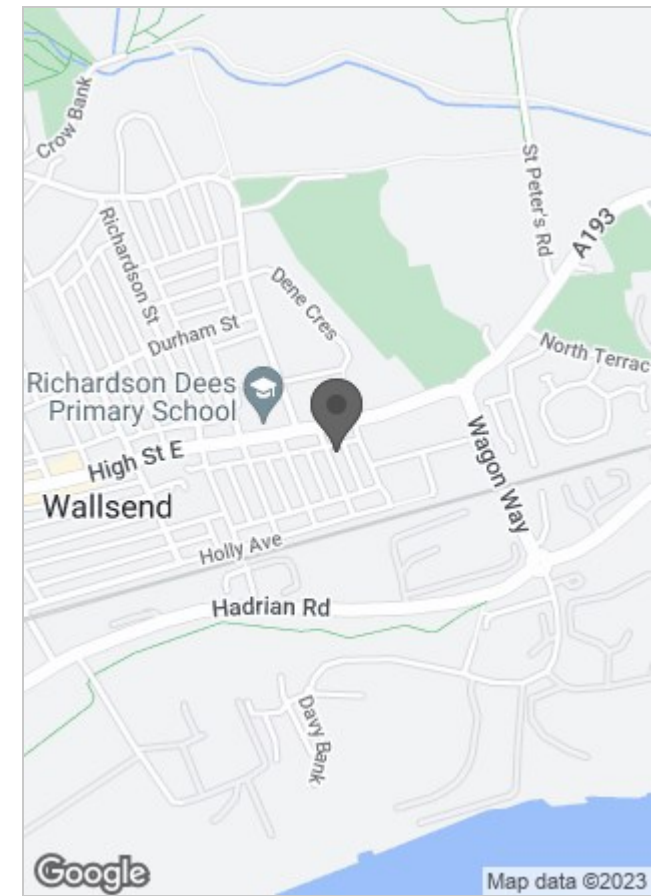 Crow Bank
St Peter's Rd
A193
Richardson St
Dene Cres
Durham St
North Terrac
Richardson Dees
Primary School
High St E
Wagon Way
Wallsend
Holly Ave
Hadrian Rd
Davy Bank
Google
Map data ©2023